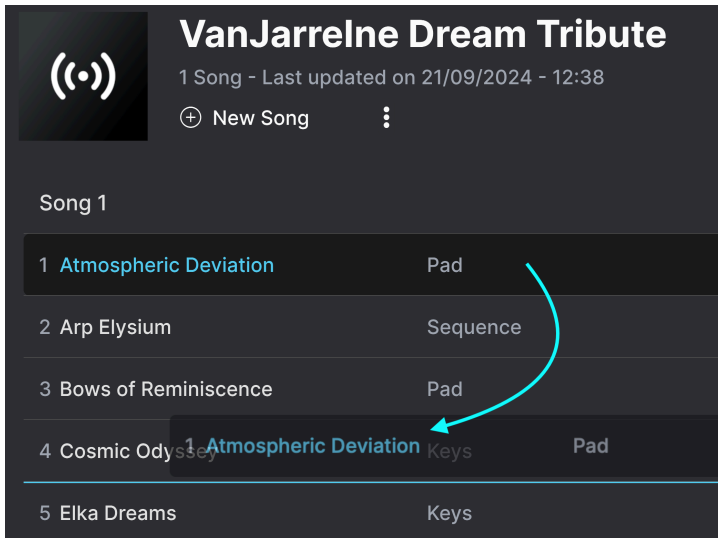 VanJarrelne Dream Tribute
1 Song - Last updated on 21/09/2024 - 12:38
New Song
Song 1
1 Atmospheric Deviation Pad
2 Arp Elysium Sequence
3 Bows of Reminiscence Pad
1 Atmospheric Deviation Pad
4 Cosmic Odyssey Keys
5 Elka Dreams Keys